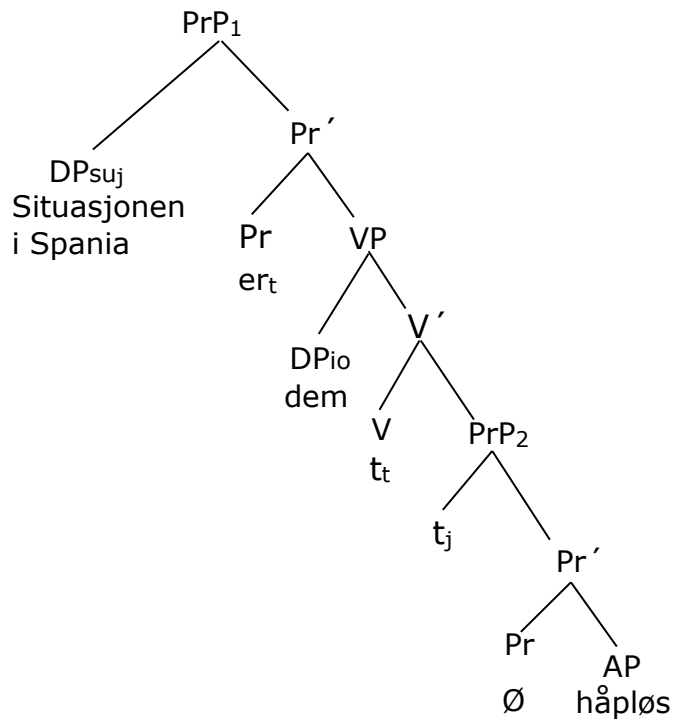 PrP₁
Pr´
DPsuj
Situasjonen
i Spania
Pr
VP
erₜ
V´
DPio
dem
V
PrP₂
tₜ
tⱼ
Pr´
Pr
AP
Ø
håpløs